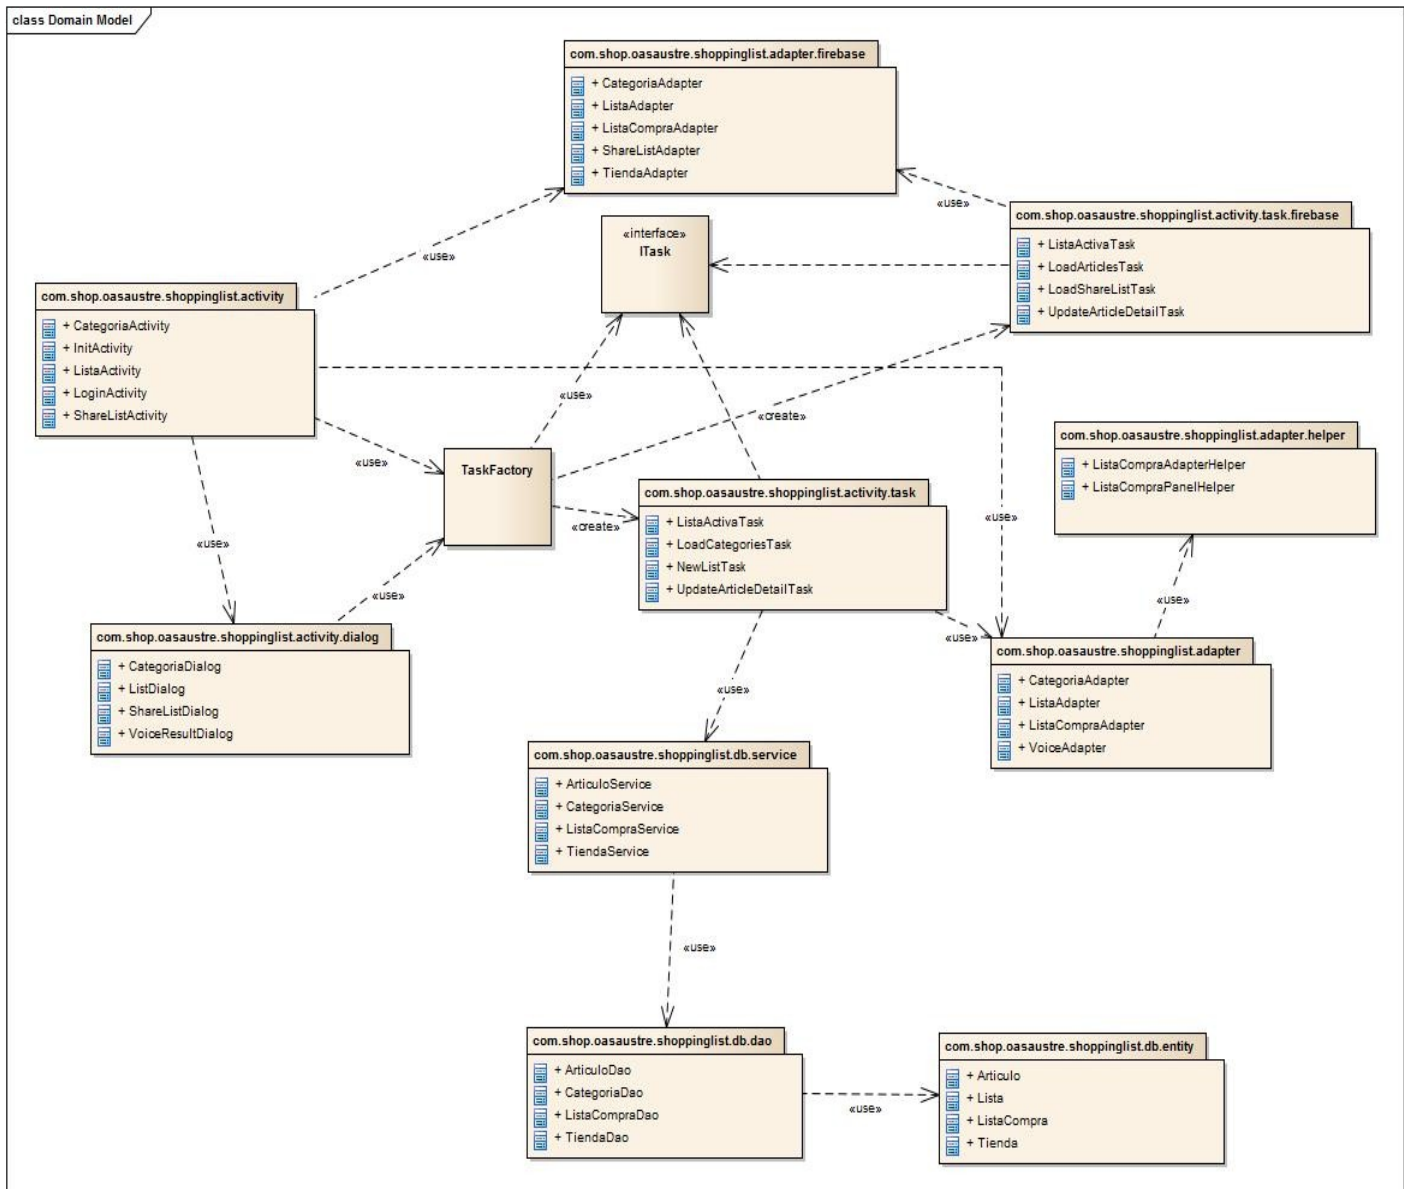 class Domain Model
com.shop.oasaustre.shoppinglist.adapter.firebase
+ CategoriaAdapter
+ ListaAdapter
+ ListaCompraAdapter
+ ShareListAdapter
+ TiendaAdapter
«use»
com.shop.oasaustre.shoppinglist.activity.task.firebase
+ ListaActivaTask
+ LoadArticlesTask
+ LoadShareListTask
+ UpdateArticleDetailTask
«interface»
ITask
«use»
com.shop.oasaustre.shoppinglist.activity
+ CategoriaActivity
+ InitActivity
+ ListaActivity
+ LoginActivity
+ ShareListActivity
«use»
«create»
«use»
TaskFactory
com.shop.oasaustre.shoppinglist.adapter.helper
+ ListaCompraAdapterHelper
+ ListaCompraPanelHelper
com.shop.oasaustre.shoppinglist.activity.task
+ ListaActivaTask
+ LoadCategoriesTask
+ NewListTask
+ UpdateArticleDetailTask
«create»
«use»
«use»
«use»
«use»
«use»
com.shop.oasaustre.shoppinglist.activity.dialog
+ CategoriaDialog
+ ListDialog
+ ShareListDialog
+ VoiceResultDialog
com.shop.oasaustre.shoppinglist.adapter
+ CategoriaAdapter
+ ListaAdapter
+ ListaCompraAdapter
+ VoiceAdapter
«use»
com.shop.oasaustre.shoppinglist.db.service
+ ArticuloService
+ CategoriaService
+ ListaCompraService
+ TiendaService
«use»
com.shop.oasaustre.shoppinglist.db.dao
+ ArticuloDao
+ CategoriaDao
+ ListaCompraDao
+ TiendaDao
«use»
com.shop.oasaustre.shoppinglist.db.entity
+ Articulo
+ Lista
+ ListaCompra
+ Tienda